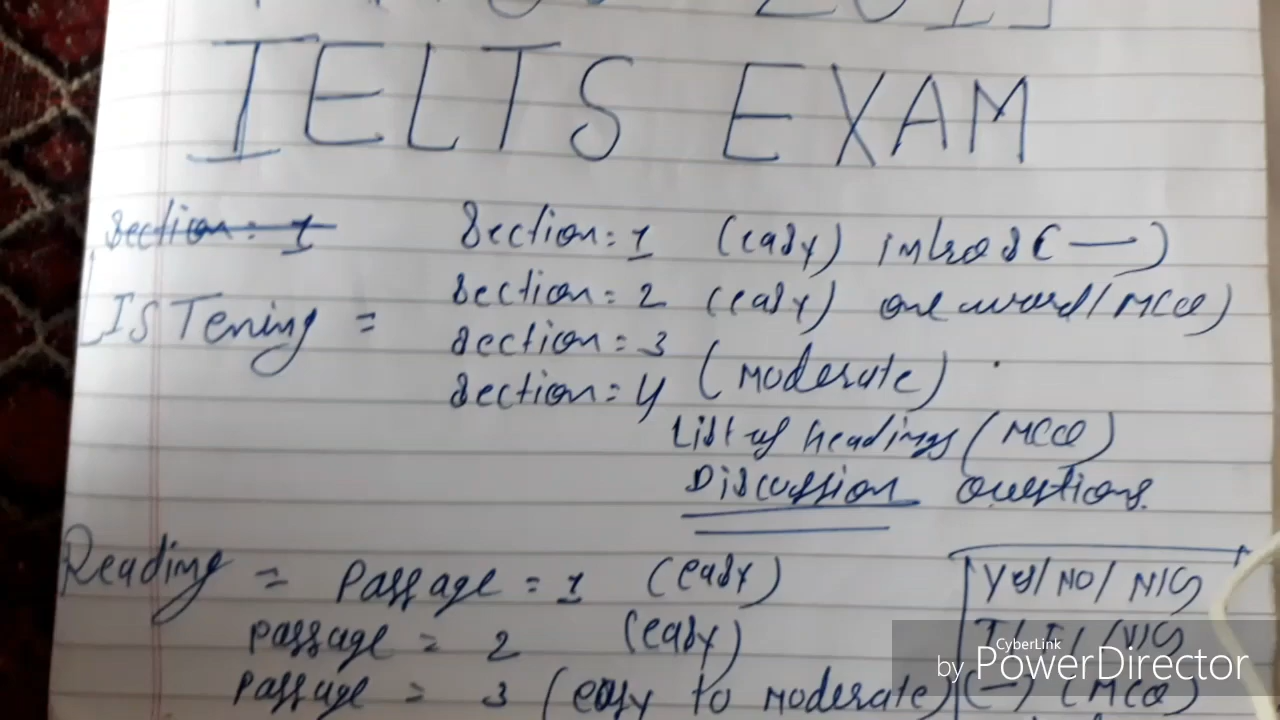 IELTS EXAM
Section: 1 Section: 1 (easy) intros (—)
Section: 2 (easy) one word/MCQ)
LISTening =
Section: 3
Section: 4 (Moderate)
List of headings (MCQ)
Discussion Questions.
Reading = Passage = 1 (easy) Yes/NO/N/G
Passage = 2 (easy) T/F/N/G
Passage = 3 (easy to moderate) (—) (MCQ)
CyberLink
by PowerDirector